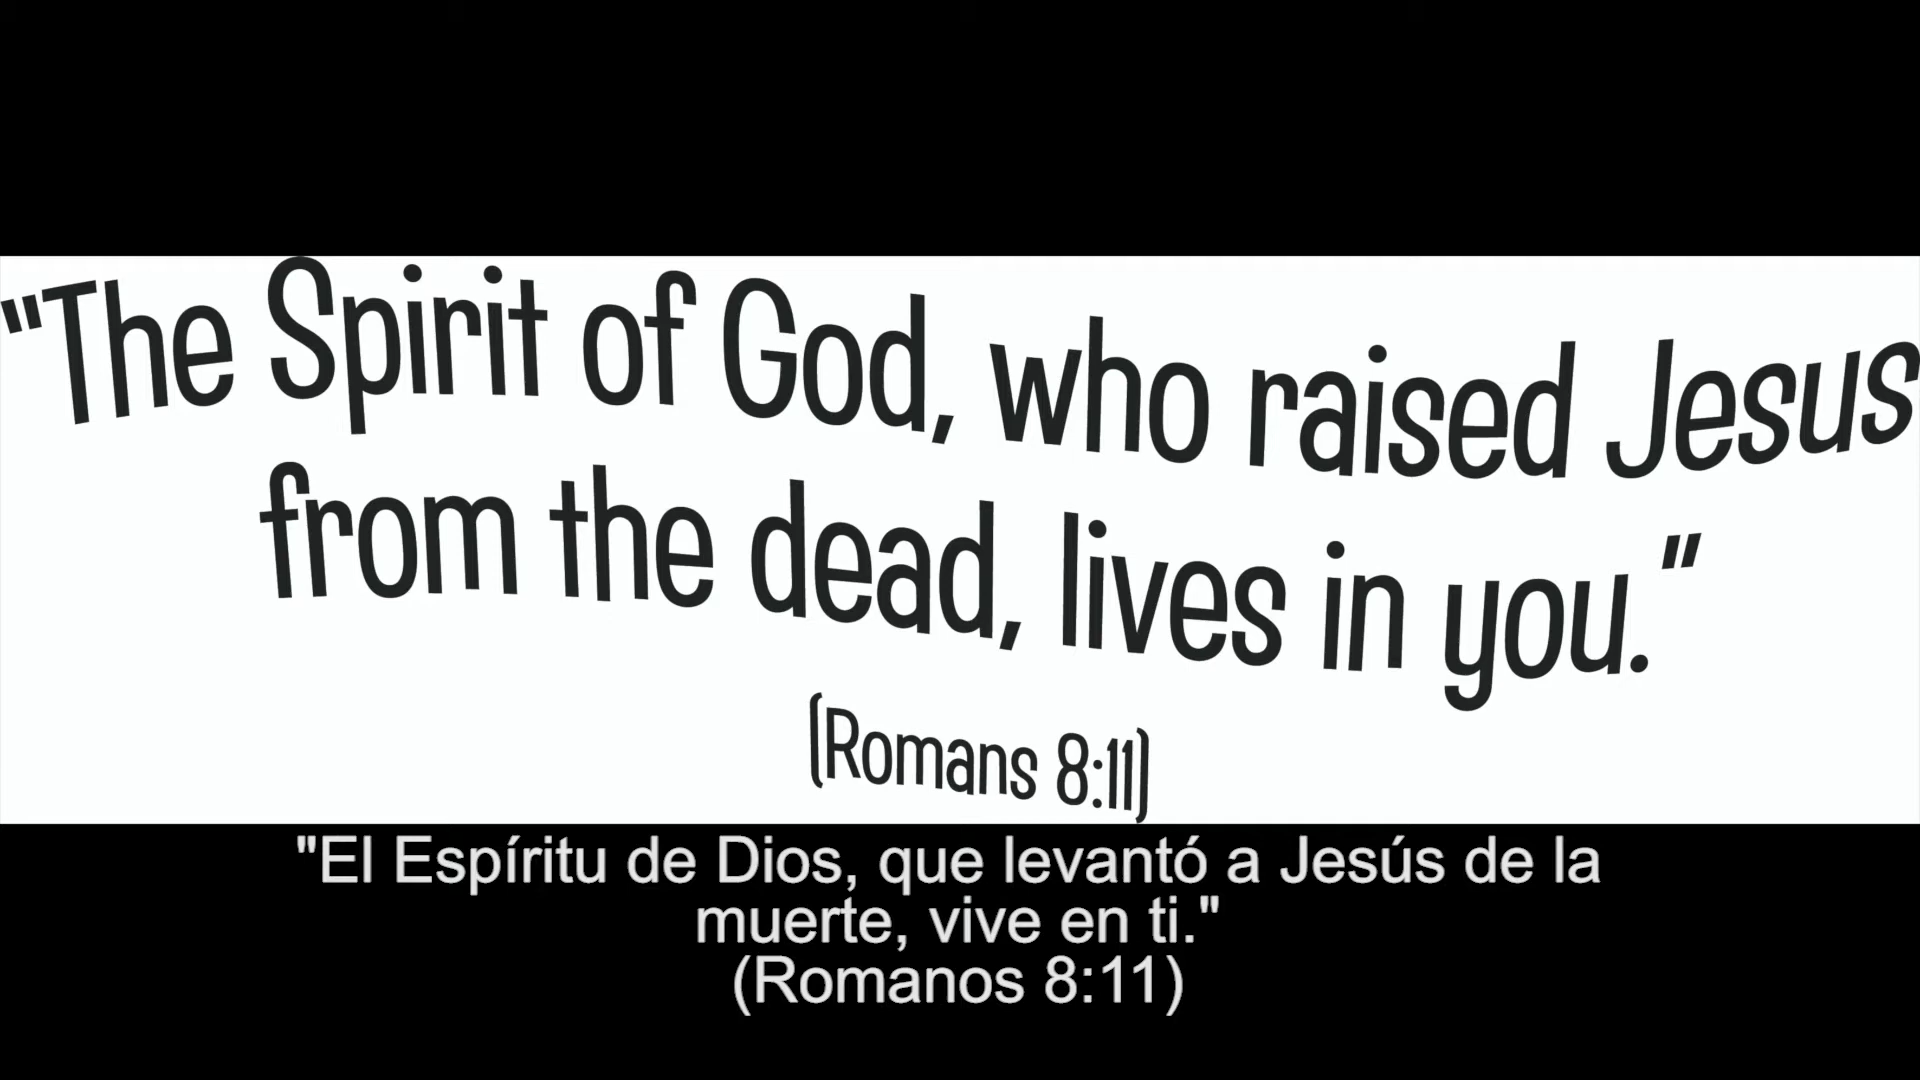 “The Spirit of God, who raised Jesus
from the dead, lives in you.”
(Romans 8:11)
"El Espíritu de Dios, que levantó a Jesús de la
muerte, vive en ti."
(Romanos 8:11)